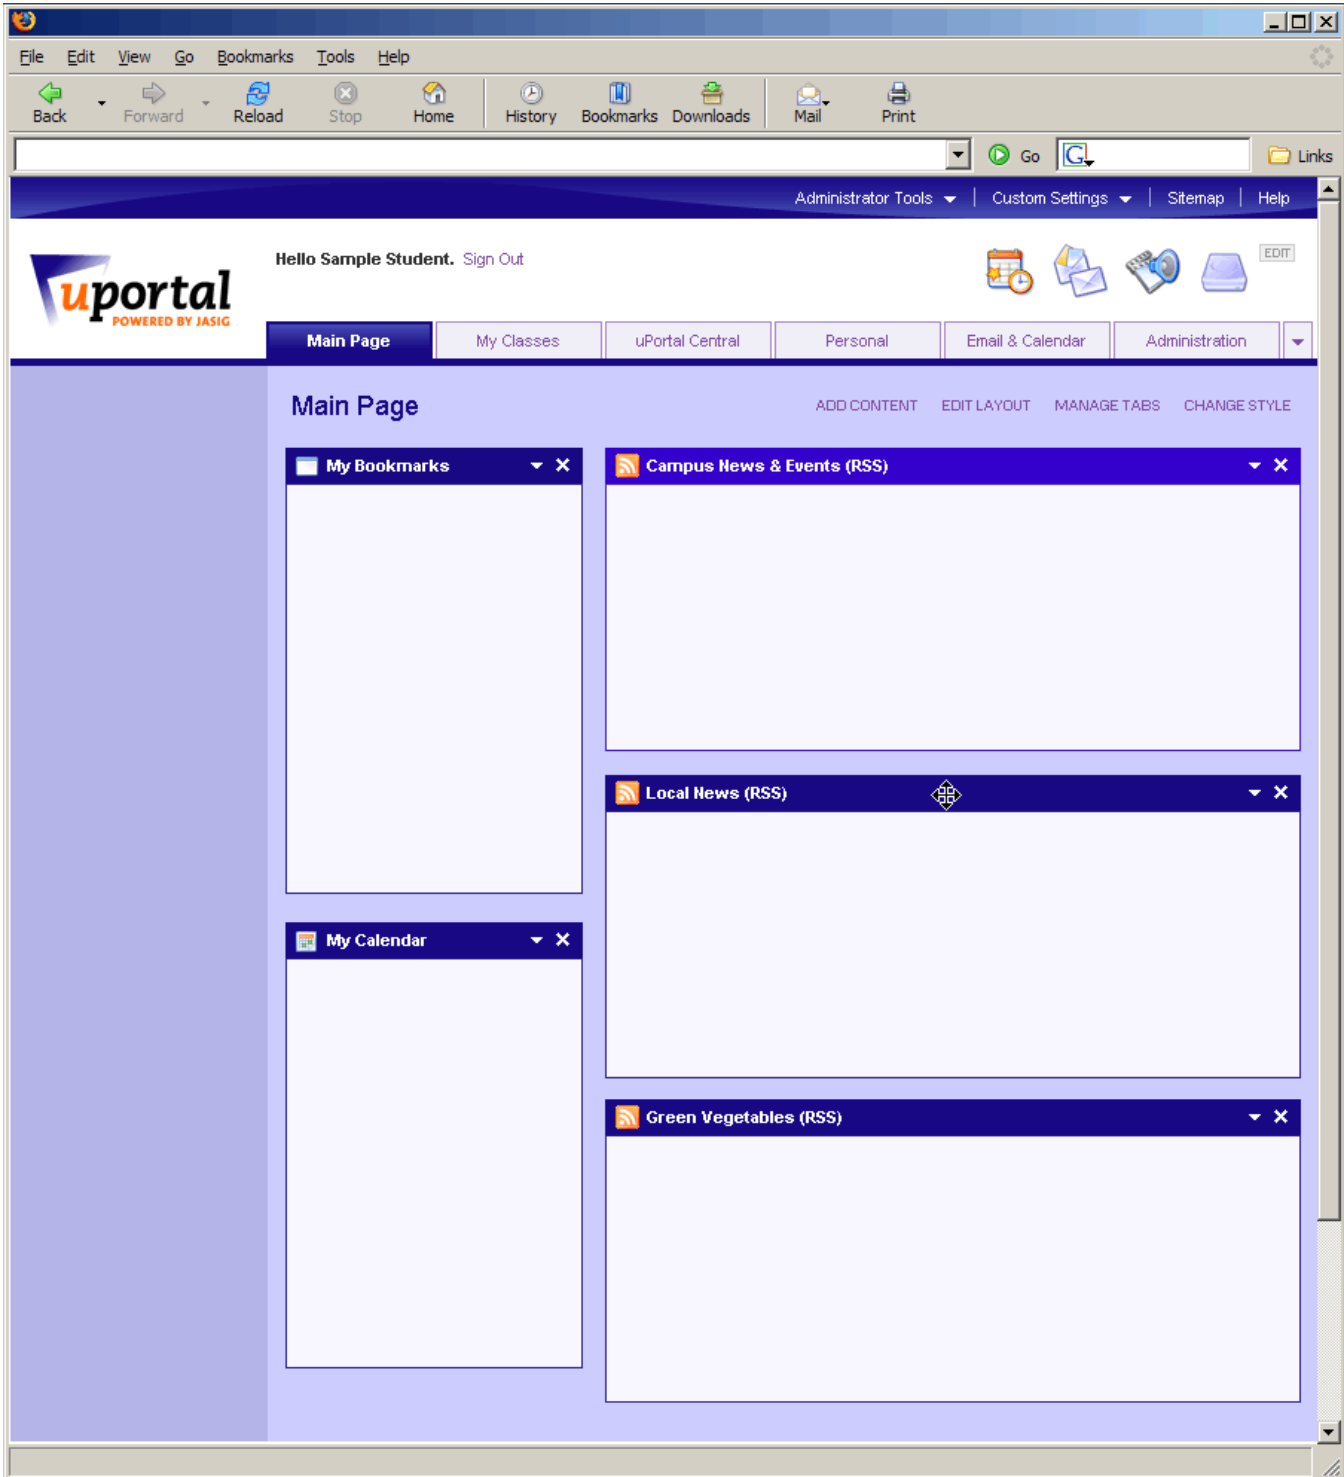 File Edit View Go Bookmarks Tools Help
Back Forward Reload Stop Home History Bookmarks Downloads Mail Print
Go G Links
Administrator Tools Custom Settings Sitemap Help
Hello Sample Student. Sign Out
EDIT
uportal
POWERED BY JASIG
Main Page My Classes uPortal Central Personal Email & Calendar Administration
Main Page ADD CONTENT EDIT LAYOUT MANAGE TABS CHANGE STYLE
My Bookmarks
Campus News & Events (RSS)
Local News (RSS)
My Calendar
Green Vegetables (RSS)